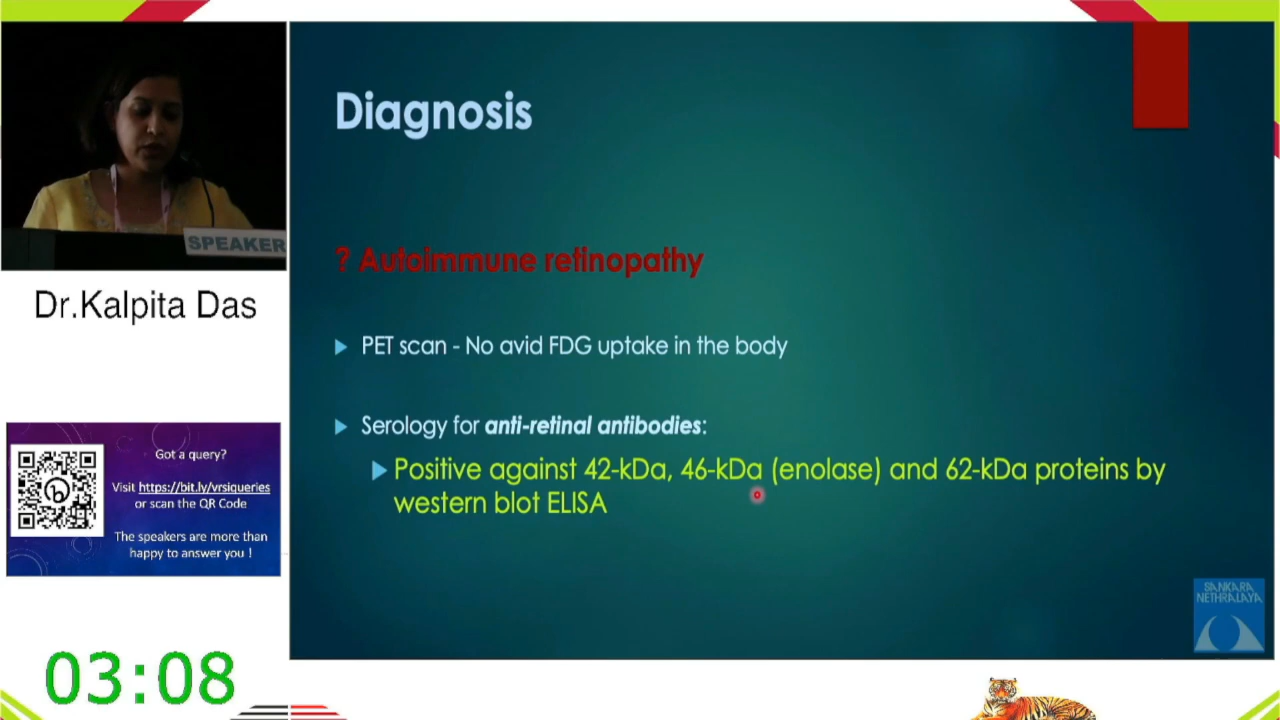 SPEAKER
Dr.Kalpita Das
Got a query?
Visit https://bit.ly/vrsiqueries
or scan the QR Code
The speakers are more than
happy to answer you !
03:08
Diagnosis
? Autoimmune retinopathy
PET scan - No avid FDG uptake in the body
Serology for anti-retinal antibodies:
Positive against 42-kDa, 46-kDa (enolase) and 62-kDa proteins by
western blot ELISA
SANKARA
NETHRALAYA